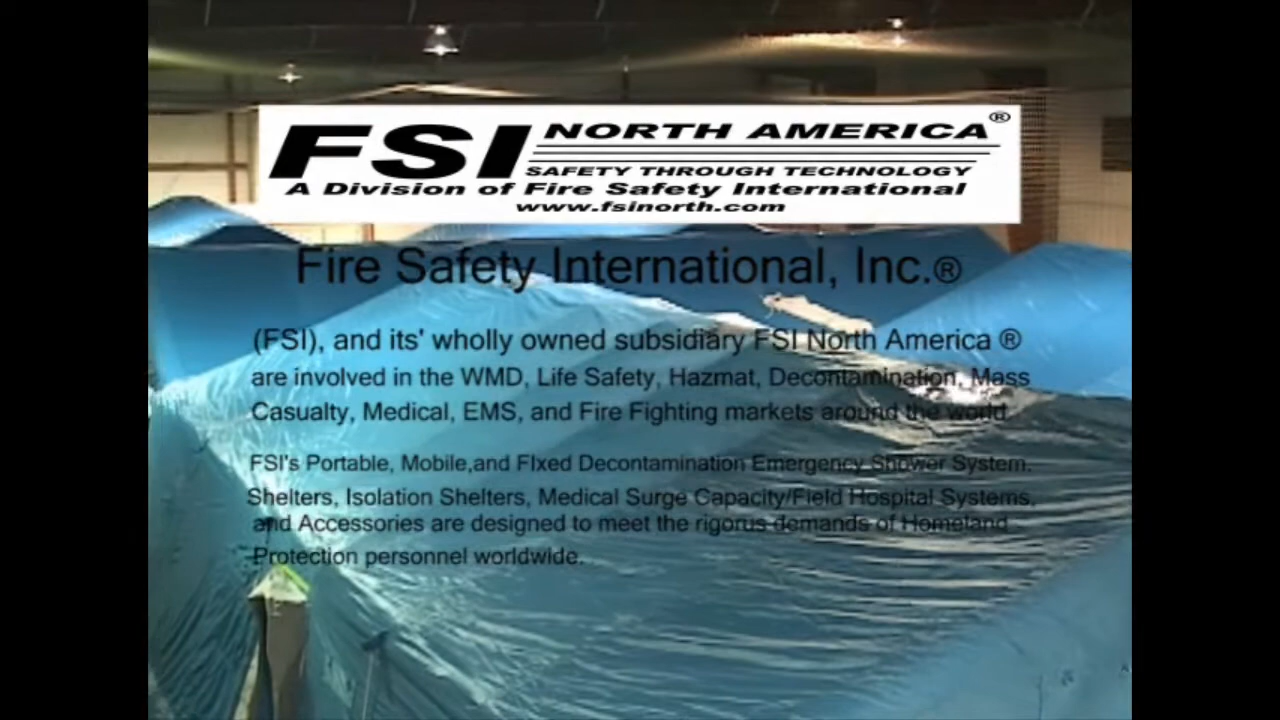 FSI NORTH AMERICA®
SAFETY THROUGH TECHNOLOGY
A Division of Fire Safety International
www.fsinorth.com
Fire Safety International, Inc.®
(FSI), and its' wholly owned subsidiary FSI North America ®
are involved in the WMD, Life Safety, Hazmat, Decontamination, Mass
Casualty, Medical, EMS, and Fire Fighting markets around the world.
FSI's Portable, Mobile,and FIxed Decontamination Emergency Shower System.
Shelters, Isolation Shelters, Medical Surge Capacity/Field Hospital Systems,
and Accessories are designed to meet the rigorus demands of Homeland
Protection personnel worldwide.